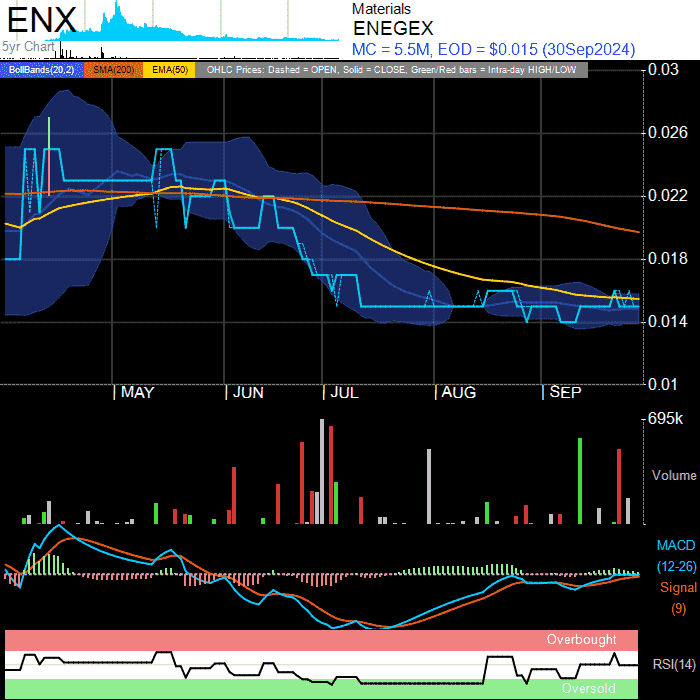 ENX
5yr Chart
Materials
ENEGEX
MC = 5.5M, EOD = $0.015 (30Sep2024)
BollBands(20,2) SMA(200) EMA(50) OHLC Prices: Dashed = OPEN, Solid = CLOSE, Green/Red bars = Intra-day HIGH/LOW
0.03
0.026
0.022
0.018
0.014
0.01
MAY JUN JUL AUG SEP
695k
Volume
MACD
(12-26)
Signal
(9)
Overbought
RSI(14)
Oversold